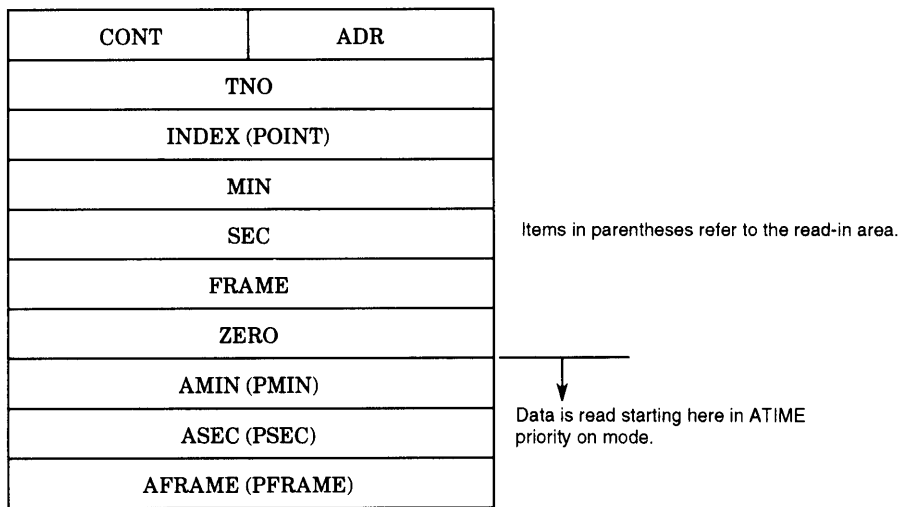 CONT ADR
TNO
INDEX (POINT)
MIN
SEC
Items in parentheses refer to the read-in area.
FRAME
ZERO
AMIN (PMIN)
Data is read starting here in ATIME
priority on mode.
ASEC (PSEC)
AFRAME (PFRAME)